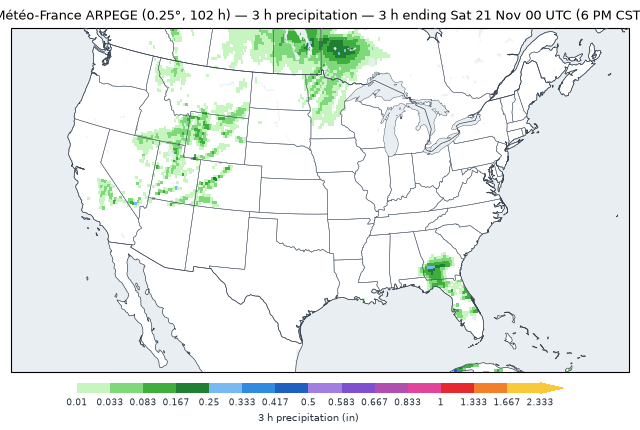 Météo-France ARPEGE (0.25°, 102 h) — 3 h precipitation — 3 h ending Sat 21 Nov 00 UTC (6 PM CST
0.01 0.033 0.083 0.167 0.25 0.333 0.417 0.5 0.583 0.667 0.833 1 1.333 1.667 2.333
3 h precipitation (in)